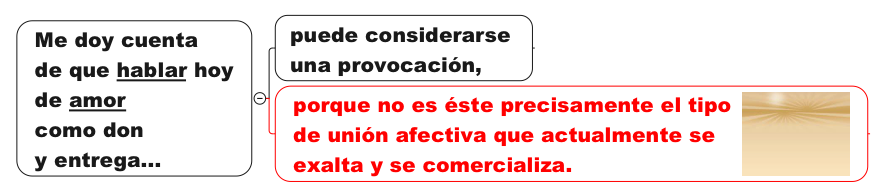 Me doy cuenta
de que hablar hoy
de amor
como don
y entrega...
puede considerarse
una provocación,
porque no es éste precisamente el tipo
de unión afectiva que actualmente se
exalta y se comercializa.